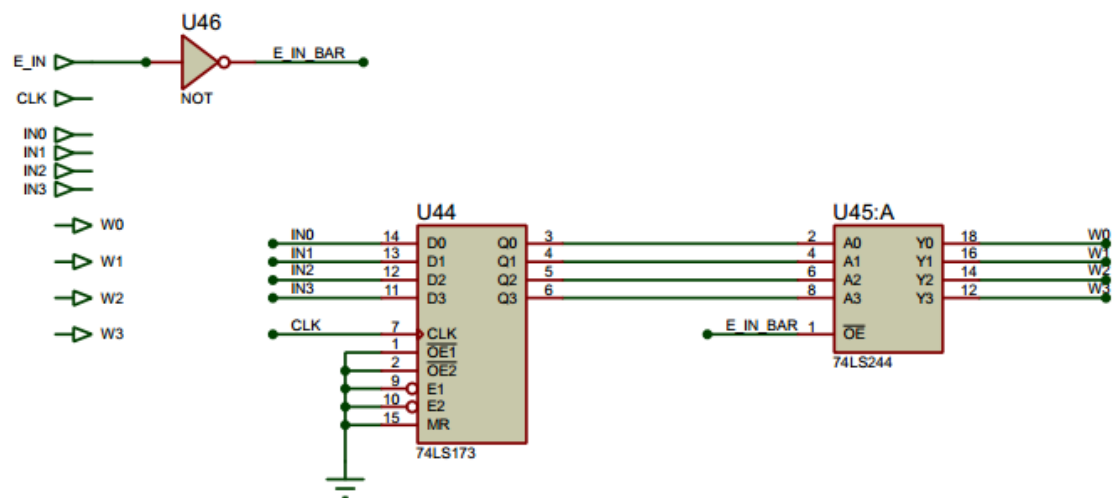 U46
E_IN
E_IN_BAR
NOT
CLK
IN0
IN1
IN2
IN3
W0
W1
W2
W3
U44
IN0 14 D0 Q0 3
IN1 13 D1 Q1 4
IN2 12 D2 Q2 5
IN3 11 D3 Q3 6
CLK 7 CLK
1 OE1
2 OE2
9 E1
10 E2
15 MR
74LS173
U45:A
2 A0 Y0 18 W0
4 A1 Y1 16 W1
6 A2 Y2 14 W2
8 A3 Y3 12 W3
E_IN_BAR 1 OE
74LS244